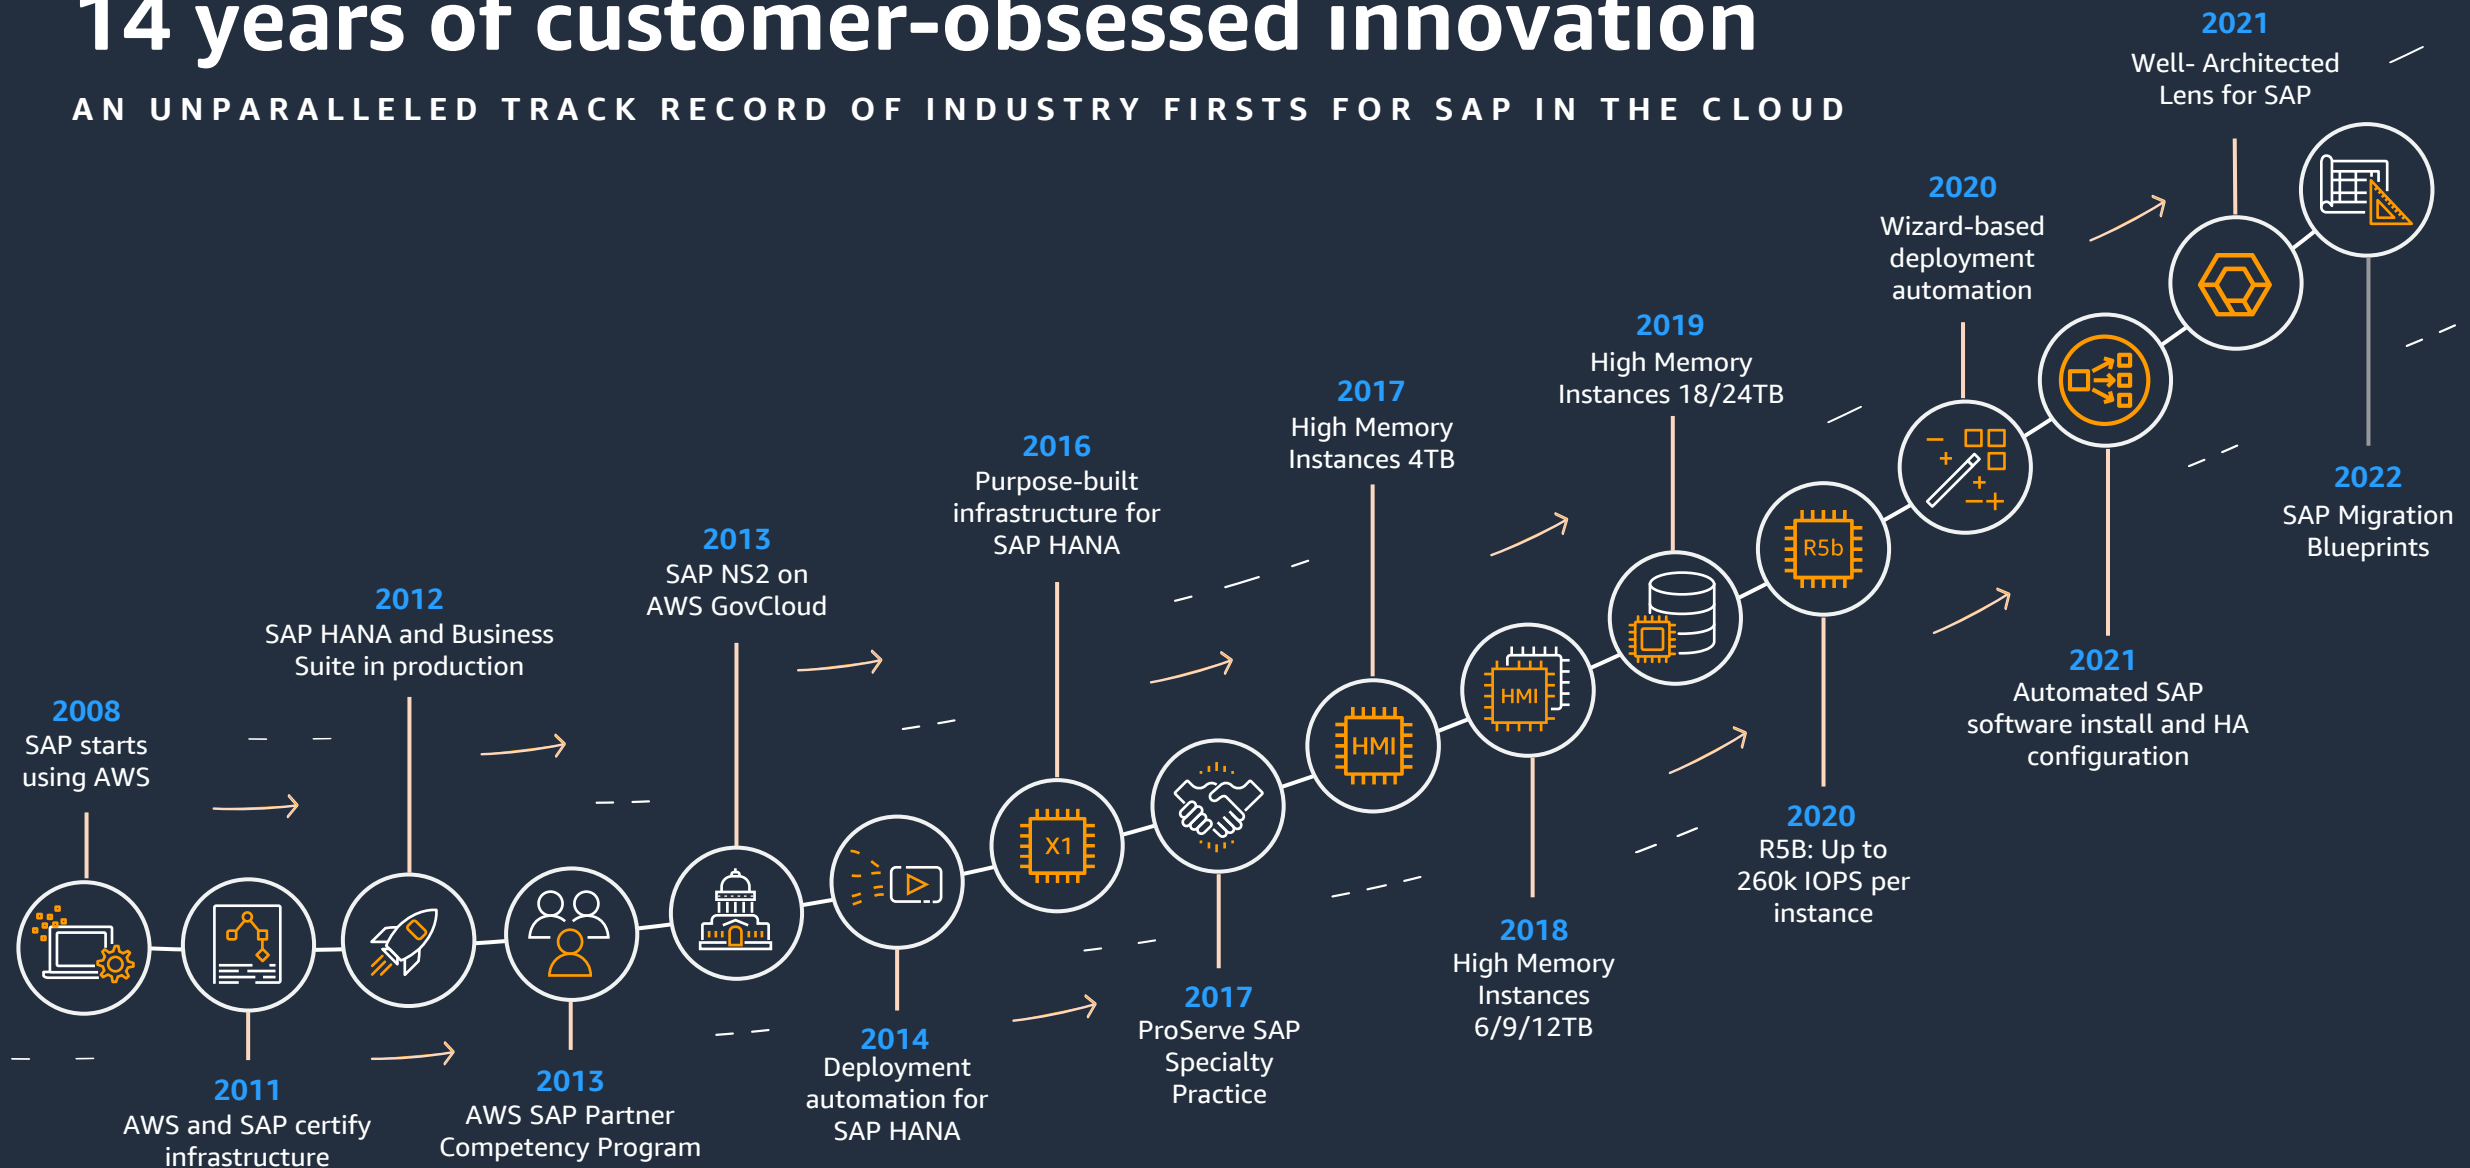 14 years of customer-obsessed innovation
AN UNPARALLELED TRACK RECORD OF INDUSTRY FIRSTS FOR SAP IN THE CLOUD
2008
SAP starts
using AWS
2011
AWS and SAP certify
infrastructure
2012
SAP HANA and Business
Suite in production
2013
AWS SAP Partner
Competency Program
2013
SAP NS2 on
AWS GovCloud
2014
Deployment
automation for
SAP HANA
2016
Purpose-built
infrastructure for
SAP HANA
X1
2017
ProServe SAP
Specialty
Practice
2017
High Memory
Instances 4TB
HMI
HMI
2018
High Memory
Instances
6/9/12TB
2019
High Memory
Instances 18/24TB
R5b
2020
R5B: Up to
260k IOPS per
instance
2020
Wizard-based
deployment
automation
2021
Automated SAP
software install and HA
configuration
2021
Well- Architected
Lens for SAP
2022
SAP Migration
Blueprints